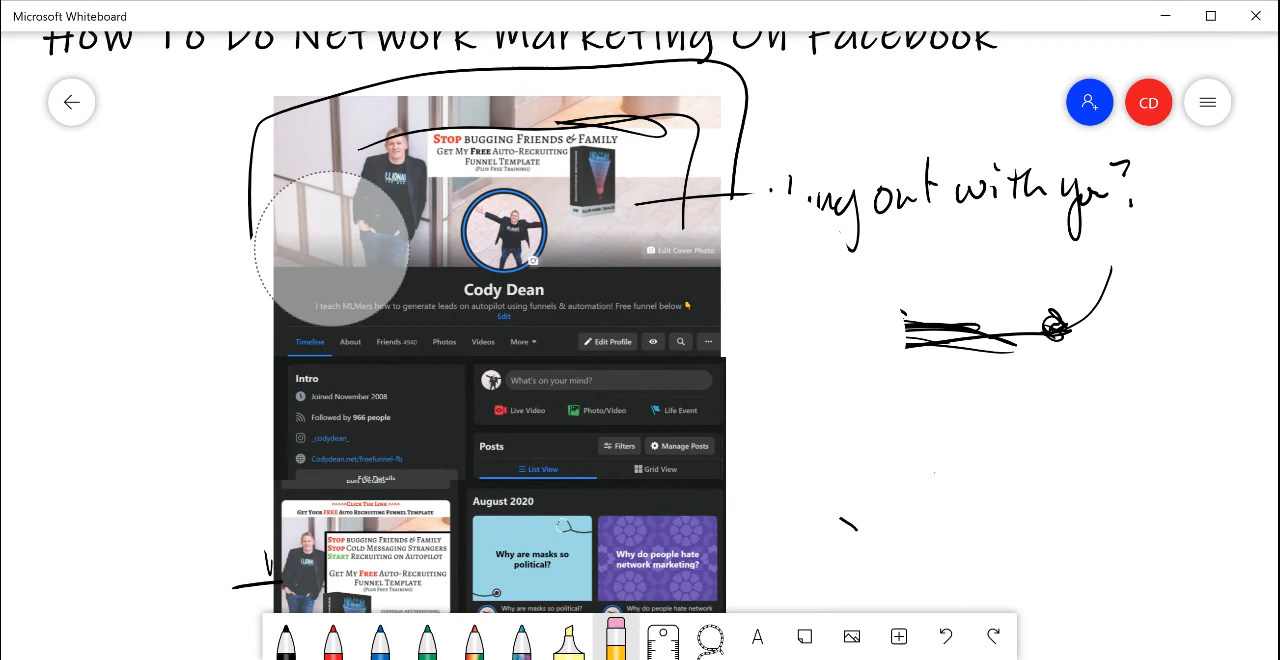 Microsoft Whiteboard
How To Do Network Marketing On Facebook
CD
STOP BUGGING FRIENDS & FAMILY
GET MY FREE AUTO-RECRUITING
FUNNEL TEMPLATE
(PLUS FREE TRAINING)
out with you?
Edit Cover Photo
Cody Dean
I teach MLMers how to generate leads on autopilot using funnels & automation! Free funnel below 👇
Edit
Timeline About Friends 4940 Photos Videos More Edit Profile
Intro
Joined November 2008
Followed by 966 people
_codydean_
Codydean.net/freefunnel-fb
Edit Details
What's on your mind?
Live Video Photo/Video Life Event
Posts Filters Manage Posts
List View Grid View
^^^^^CLICK THE LINK ^^^^
GET YOUR FREE AUTO RECRUITING FUNNEL TEMPLATE
STOP BUGGING FRIENDS & FAMILY
STOP COLD MESSAGING STRANGERS
START RECRUITING ON AUTOPILOT
GET MY FREE AUTO-RECRUITING
FUNNEL TEMPLATE
(PLUS FREE TRAINING)
August 2020
Why are masks so
political?
Why do people hate
network marketing?
Why are masks so political?
Why do people hate network
A